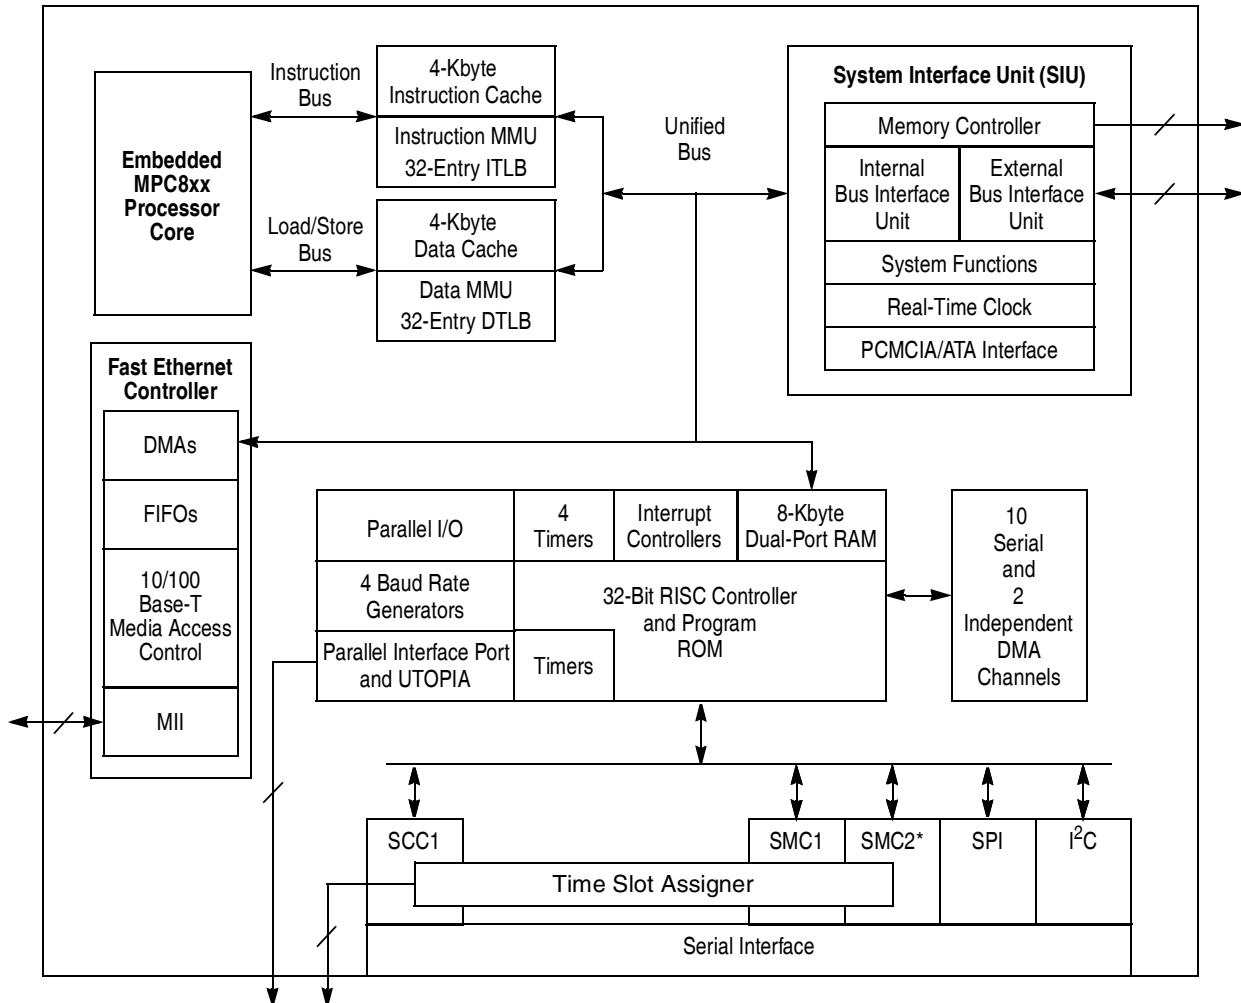 Embedded
MPC8xx
Processor
Core
Instruction
Bus
Load/Store
Bus
4-Kbyte
Instruction Cache
Instruction MMU
32-Entry ITLB
4-Kbyte
Data Cache
Data MMU
32-Entry DTLB
Unified
Bus
System Interface Unit (SIU)
Memory Controller
Internal
Bus Interface
Unit
External
Bus Interface
Unit
System Functions
Real-Time Clock
PCMCIA/ATA Interface
Fast Ethernet
Controller
DMAs
FIFOs
10/100
Base-T
Media Access
Control
MII
Parallel I/O
4
Timers
Interrupt
Controllers
8-Kbyte
Dual-Port RAM
4 Baud Rate
Generators
32-Bit RISC Controller
and Program
ROM
Parallel Interface Port
and UTOPIA
Timers
10
Serial
and
2
Independent
DMA
Channels
SCC1
SMC1
SMC2*
SPI
I²C
Time Slot Assigner
Serial Interface